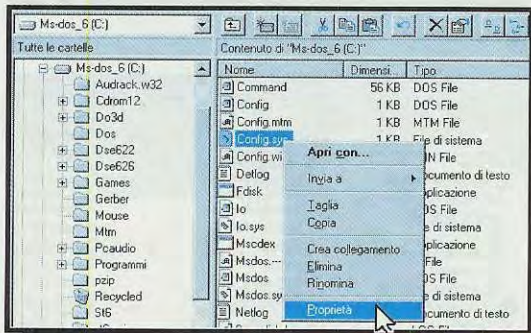 Ms-dos_6 (C:)
Tutte le cartelle
Contenuto di "Ms-dos_6 (C:)"
Ms-dos_6 (C:)
Audrack.w32
Cdrom12
Do3d
Dos
Dse622
Dse626
Games
Gerber
Mouse
Mtm
Pcaudio
Programmi
pzip
Recycled
St6
Nome Dimensi... Tipo
Command 56 KB DOS File
Config 1 KB DOS File
Config.mtm 1 KB MTM File
Config.sys 1 KB File di sistema
Config.wi IN File
Detlog ocumento di testo
Fdisk plicazione
Io OS File
Io.sys e di sistema
Mscdex plicazione
Msdos.--- File
Msdos OS File
Msdos.sy e di sistema
Netlog ocumento di testo
Apri con...
Invia a
Taglia
Copia
Crea collegamento
Elimina
Rinomina
Proprietà